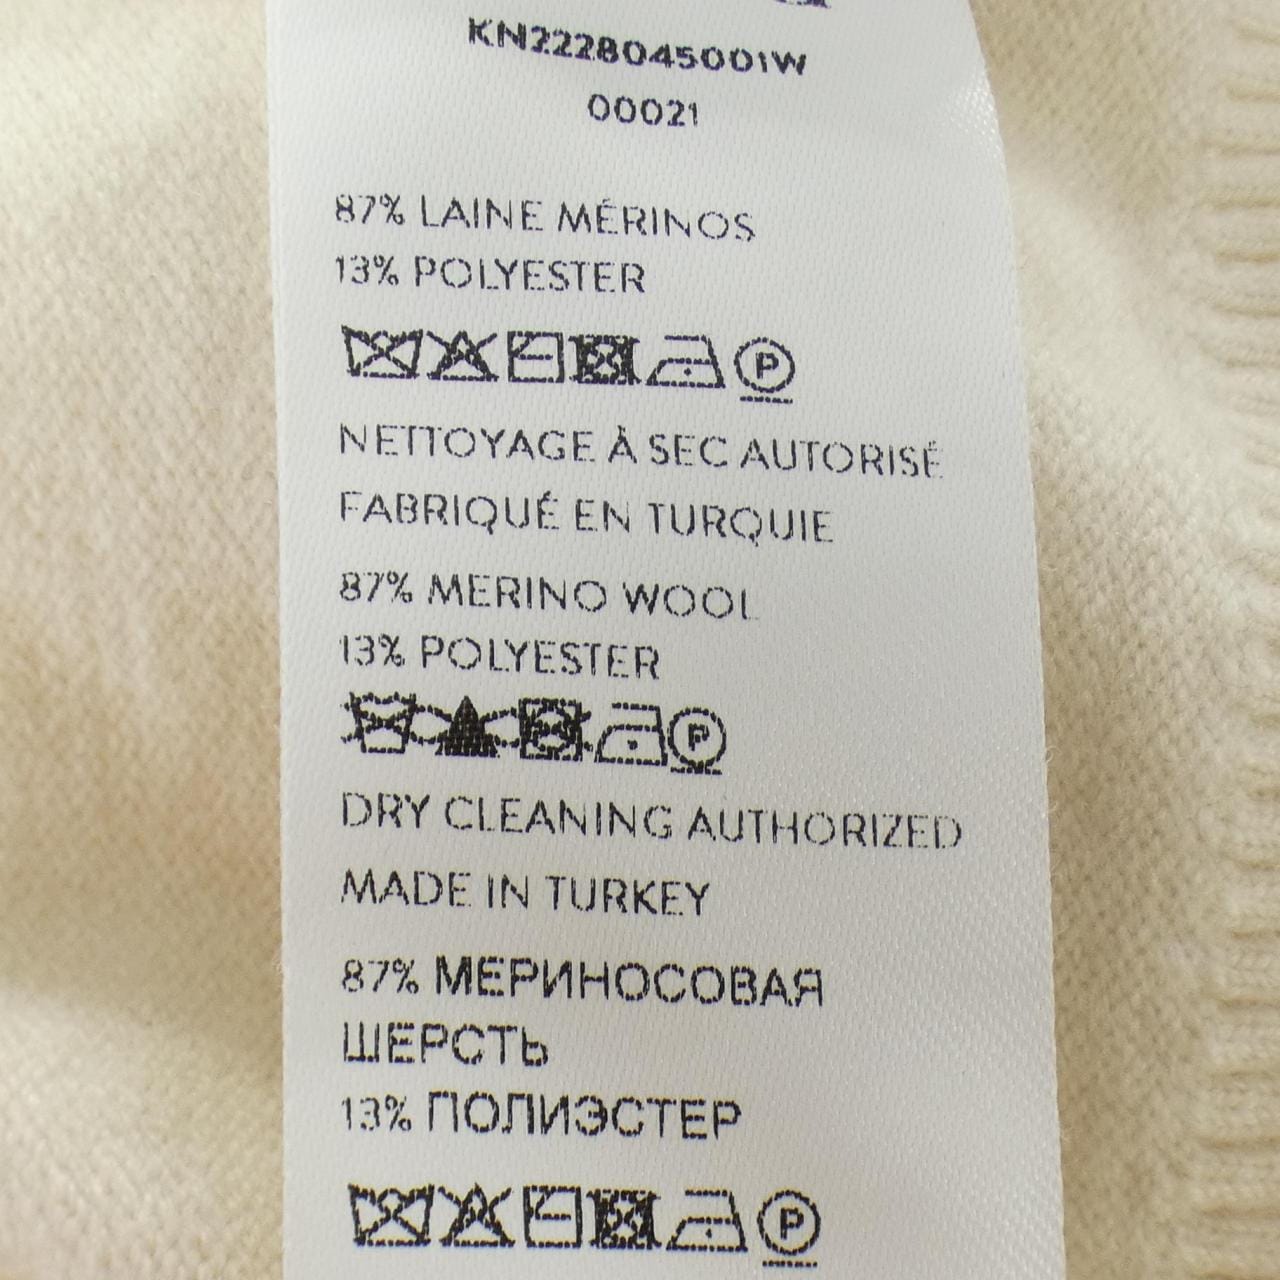 KN2228045001W
00021
87% LAINE MÉRINOS
13% POLYESTER
P
NETTOYAGE À SEC AUTORISÉ
FABRIQUÉ EN TURQUIE
87% MERINO WOOL
13% POLYESTER
P
DRY CLEANING AUTHORIZED
MADE IN TURKEY
87% МЕРИНОСОВАЯ
ШЕРСТЬ
13% ПОЛИЭСТЕР
P